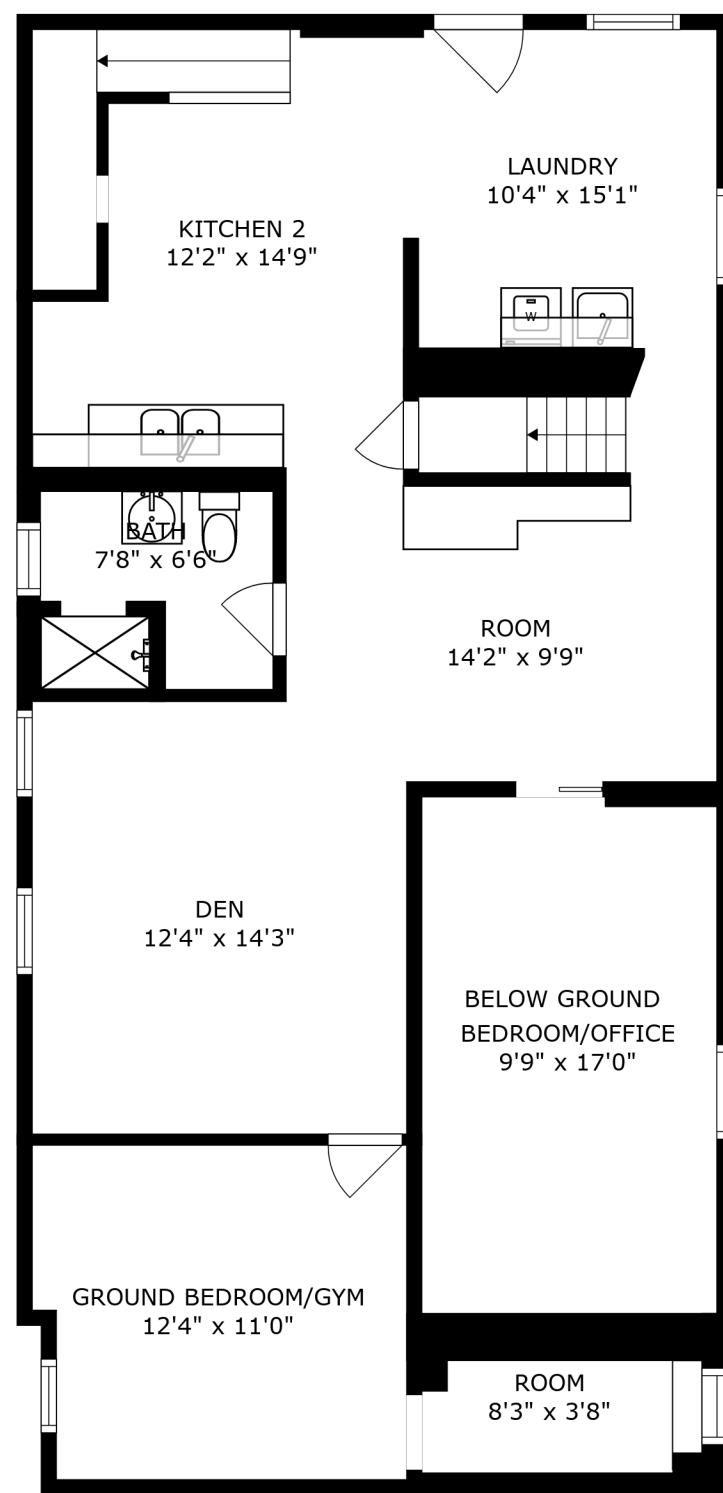 LAUNDRY
10'4" x 15'1"
KITCHEN 2
12'2" x 14'9"
W
BATH
7'8" x 6'6"
ROOM
14'2" x 9'9"
DEN
12'4" x 14'3"
BELOW GROUND
BEDROOM/OFFICE
9'9" x 17'0"
GROUND BEDROOM/GYM
12'4" x 11'0"
ROOM
8'3" x 3'8"